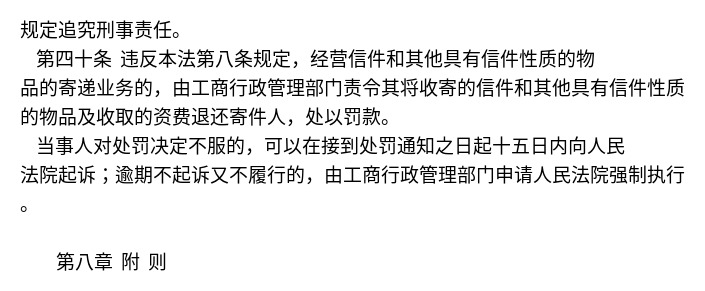 规定追究刑事责任。
第四十条 违反本法第八条规定，经营信件和其他具有信件性质的物
品的寄递业务的，由工商行政管理部门责令其将收寄的信件和其他具有信件性质
的物品及收取的资费退还寄件人，处以罚款。
当事人对处罚决定不服的，可以在接到处罚通知之日起十五日内向人民
法院起诉；逾期不起诉又不履行的，由工商行政管理部门申请人民法院强制执行
。
第八章 附 则